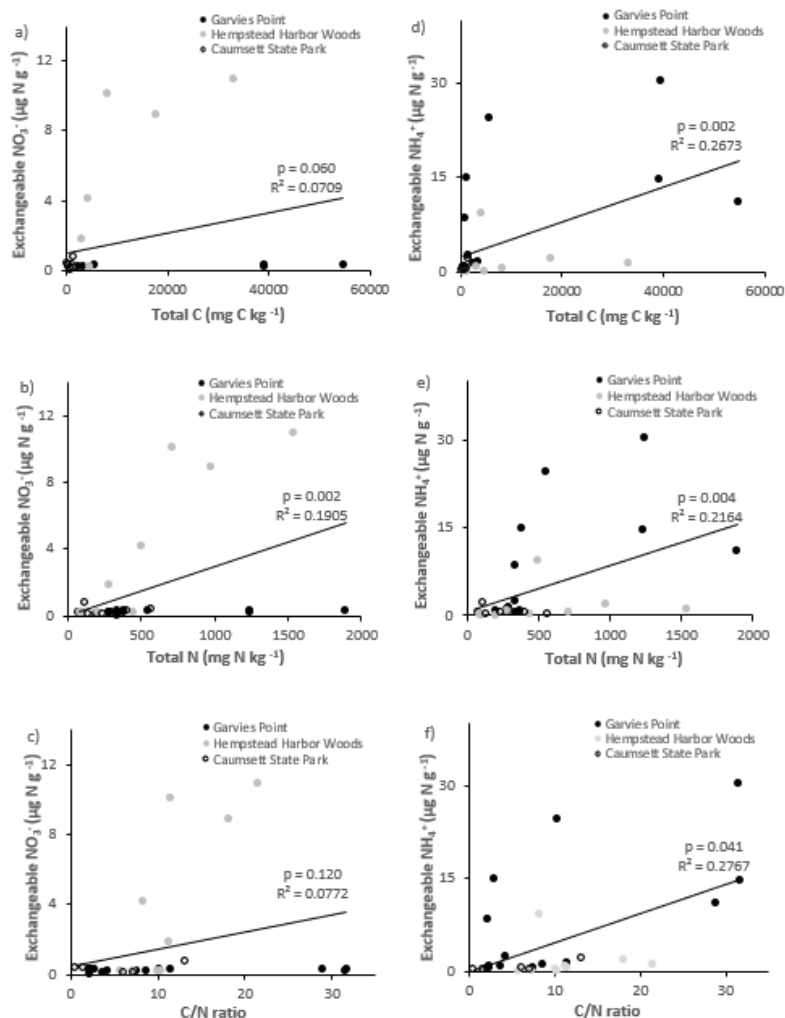 a)
Garvies Point
Hempstead Harbor Woods
Caumsett State Park
Exchangeable NO₃⁻ (µg N g⁻¹)
12
8
4
0
p = 0.060
R² = 0.0709
0
20000
40000
60000
Total C (mg C kg⁻¹)
d)
Garvies Point
Hempstead Harbor Woods
Caumsett State Park
Exchangeable NH₄⁺ (µg N g⁻¹)
30
15
0
p = 0.002
R² = 0.2673
0
20000
40000
60000
Total C (mg C kg⁻¹)
b)
Garvies Point
Hempstead Harbor Woods
Caumsett State Park
Exchangeable NO₃⁻ (µg N g⁻¹)
12
8
4
0
p = 0.002
R² = 0.1905
0
500
1000
1500
2000
Total N (mg N kg⁻¹)
e)
Garvies Point
Hempstead Harbor Woods
Caumsett State Park
Exchangeable NH₄⁺ (µg N g⁻¹)
30
15
0
p = 0.004
R² = 0.2164
0
500
1000
1500
2000
Total N (mg N kg⁻¹)
c)
Garvies Point
Hempstead Harbor Woods
Caumsett State Park
Exchangeable NO₃⁻ (µg N g⁻¹)
12
8
4
0
p = 0.120
R² = 0.0772
0
10
20
30
C/N ratio
f)
Garvies Point
Hempstead Harbor Woods
Caumsett State Park
Exchangeable NH₄⁺ (µg N g⁻¹)
30
15
0
p = 0.041
R² = 0.2767
0
10
20
30
C/N ratio